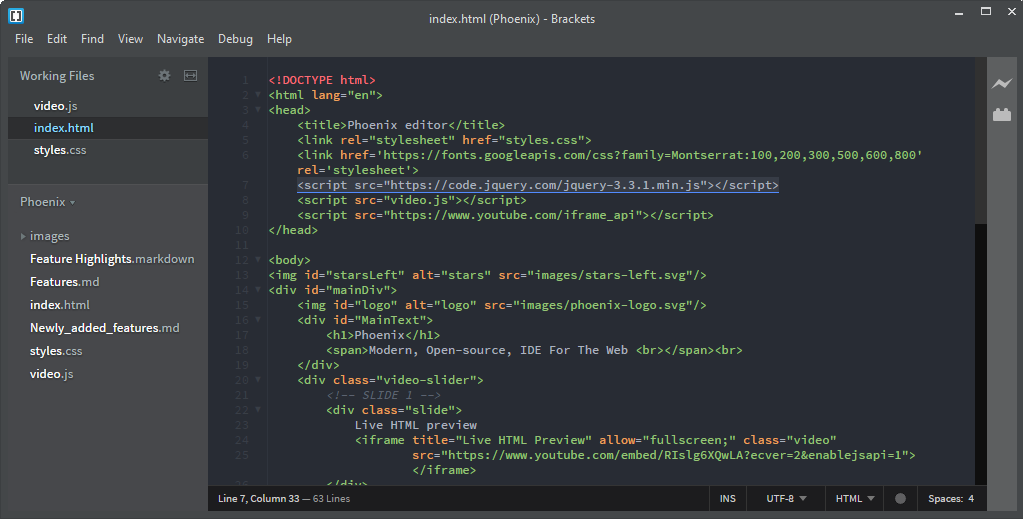 index.html (Phoenix) - Brackets
File Edit Find View Navigate Debug Help
Working Files
video.js
index.html
styles.css
Phoenix
images
Feature Highlights.markdown
Features.md
index.html
Newly_added_features.md
styles.css
video.js
1 <!DOCTYPE html>
2 <html lang="en">
3 <head>
4 <title>Phoenix editor</title>
5 <link rel="stylesheet" href="styles.css">
6 <link href='https://fonts.googleapis.com/css?family=Montserrat:100,200,300,500,600,800'
rel='stylesheet'>
7 <script src="https://code.jquery.com/jquery-3.3.1.min.js"></script>
8 <script src="video.js"></script>
9 <script src="https://www.youtube.com/iframe_api"></script>
10 </head>
11
12 <body>
13 <img id="starsLeft" alt="stars" src="images/stars-left.svg"/>
14 <div id="mainDiv">
15 <img id="logo" alt="logo" src="images/phoenix-logo.svg"/>
16 <div id="MainText">
17 <h1>Phoenix</h1>
18 <span>Modern, Open-source, IDE For The Web <br></span><br>
19 </div>
20 <div class="video-slider">
21 <!-- SLIDE 1 -->
22 <div class="slide">
23 Live HTML preview
24 <iframe title="Live HTML Preview" allow="fullscreen;" class="video"
25 src="https://www.youtube.com/embed/RIslg6XQwLA?ecver=2&enablejsapi=1">
</iframe>
</div>
Line 7, Column 33 — 63 Lines
INS UTF-8 HTML Spaces: 4